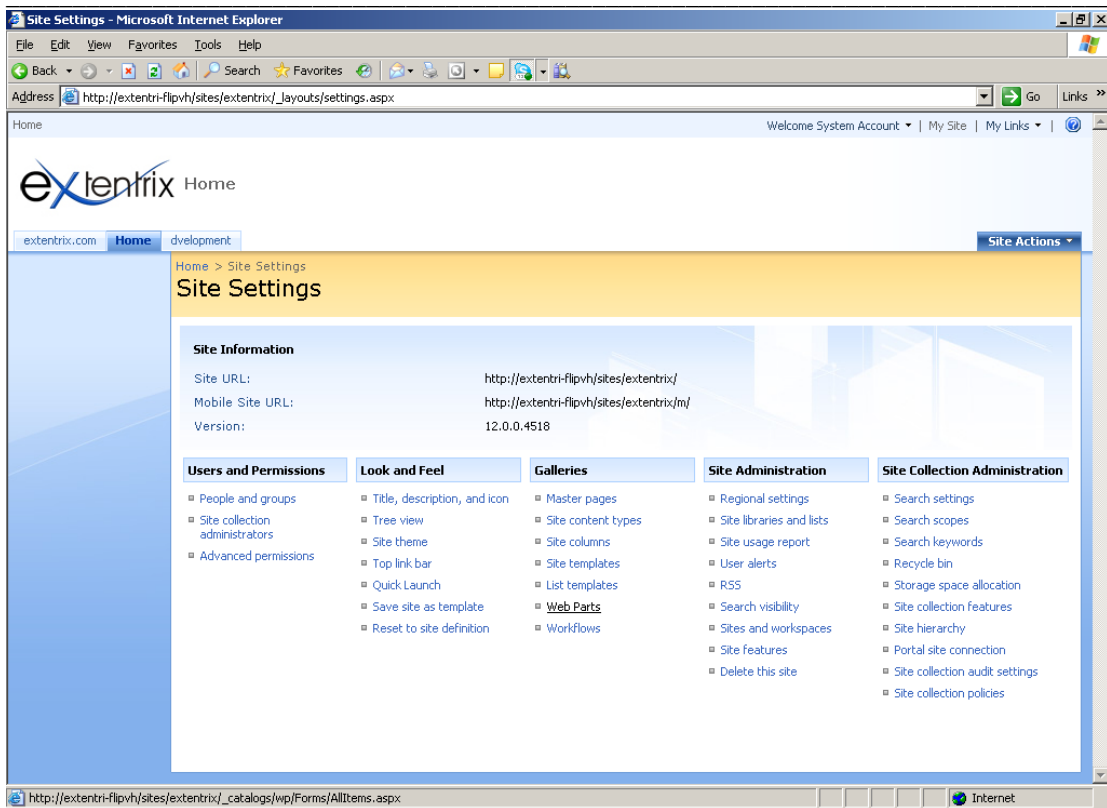 Site Settings - Microsoft Internet Explorer
File Edit View Favorites Tools Help
Back Search Favorites
Address http://extentri-flipvh/sites/extentrix/_layouts/settings.aspx Go Links »
Home Welcome System Account | My Site | My Links |
extentrix Home
extentrix.com Home dvelopment Site Actions
Home > Site Settings
Site Settings
Site Information
Site URL: http://extentri-flipvh/sites/extentrix/
Mobile Site URL: http://extentri-flipvh/sites/extentrix/m/
Version: 12.0.0.4518
Users and Permissions
People and groups
Site collection
administrators
Advanced permissions
Look and Feel
Title, description, and icon
Tree view
Site theme
Top link bar
Quick Launch
Save site as template
Reset to site definition
Galleries
Master pages
Site content types
Site columns
Site templates
List templates
Web Parts
Workflows
Site Administration
Regional settings
Site libraries and lists
Site usage report
User alerts
RSS
Search visibility
Sites and workspaces
Site features
Delete this site
Site Collection Administration
Search settings
Search scopes
Search keywords
Recycle bin
Storage space allocation
Site collection features
Site hierarchy
Portal site connection
Site collection audit settings
Site collection policies
http://extentri-flipvh/sites/extentrix/_catalogs/wp/Forms/AllItems.aspx Internet